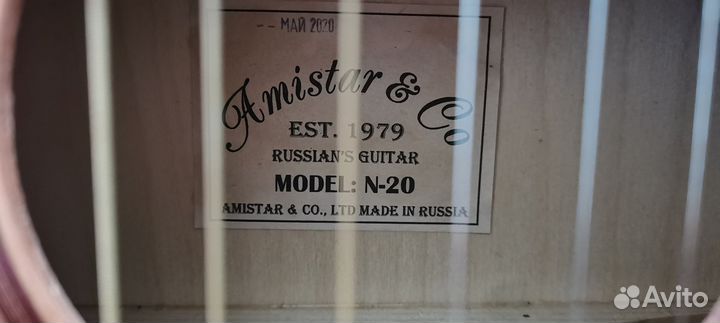 -- МАЙ 2020
Amistar & Co
EST. 1979
RUSSIAN'S GUITAR
MODEL: N-20
AMISTAR & CO., LTD MADE IN RUSSIA
Avito